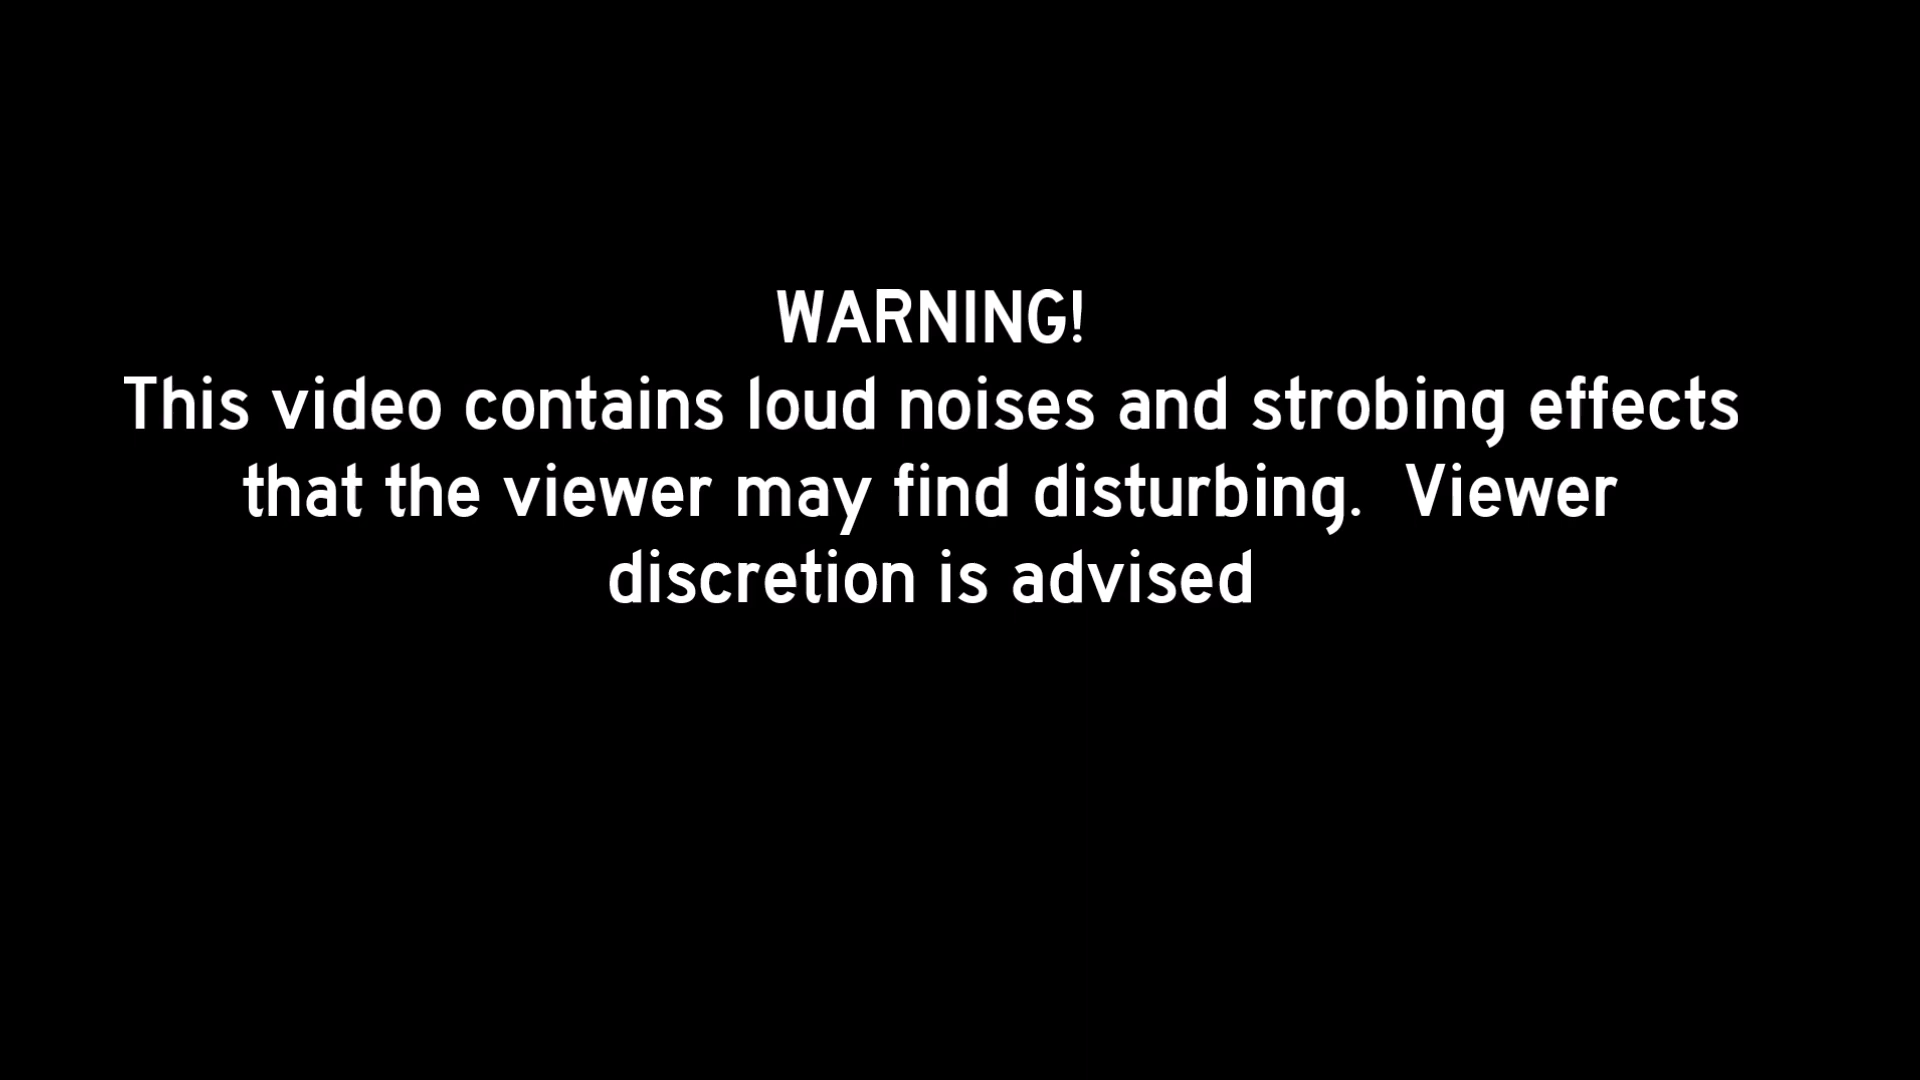 WARNING!
This video contains loud noises and strobing effects
that the viewer may find disturbing.  Viewer
discretion is advised